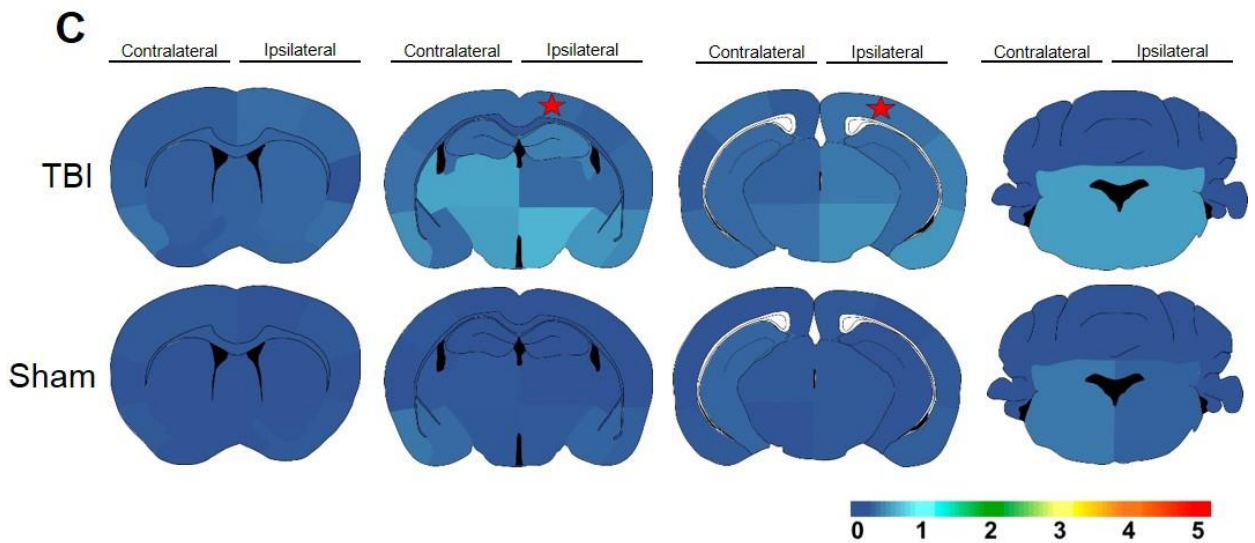 C
Contralateral Ipsilateral Contralateral Ipsilateral Contralateral Ipsilateral Contralateral Ipsilateral
TBI
Sham
0 1 2 3 4 5